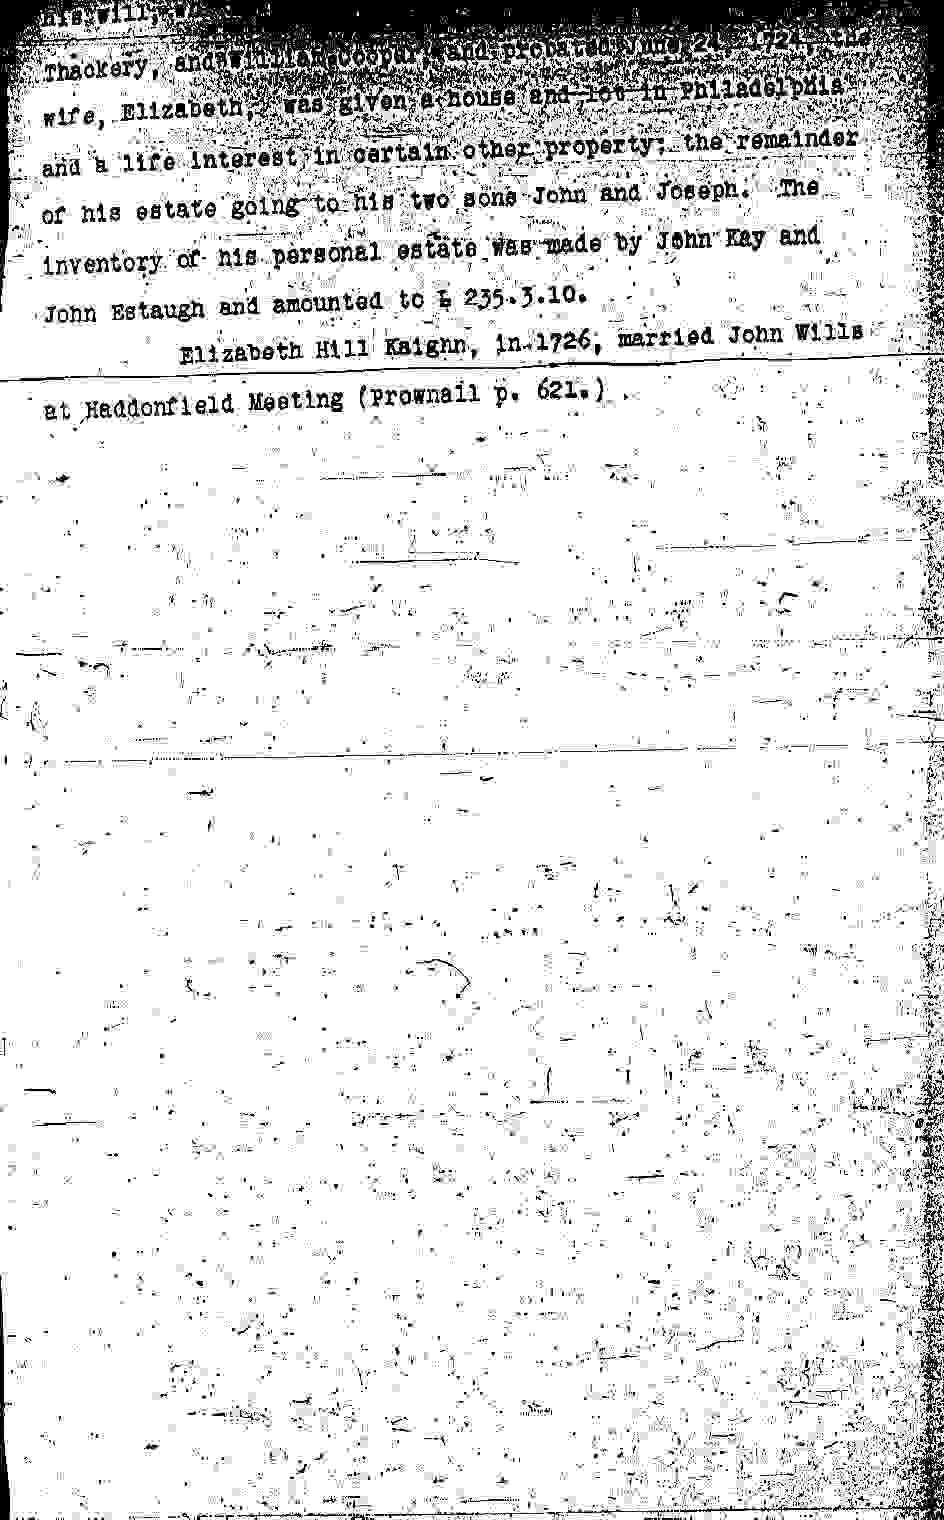 his will,
Thackery, and William Cooper, and probated June 24, 1724, the
wife, Elizabeth, was given a house and lot in Philadelphia
and a life interest in certain other property; the remainder
of his estate going to his two sons John and Joseph. The
inventory of his personal estate was made by John Kay and
John Estaugh and amounted to £ 235.3.10.
Elizabeth Hill Kaighn, in 1726, married John Wills
at Haddonfield Meeting (Prownail p. 621.)